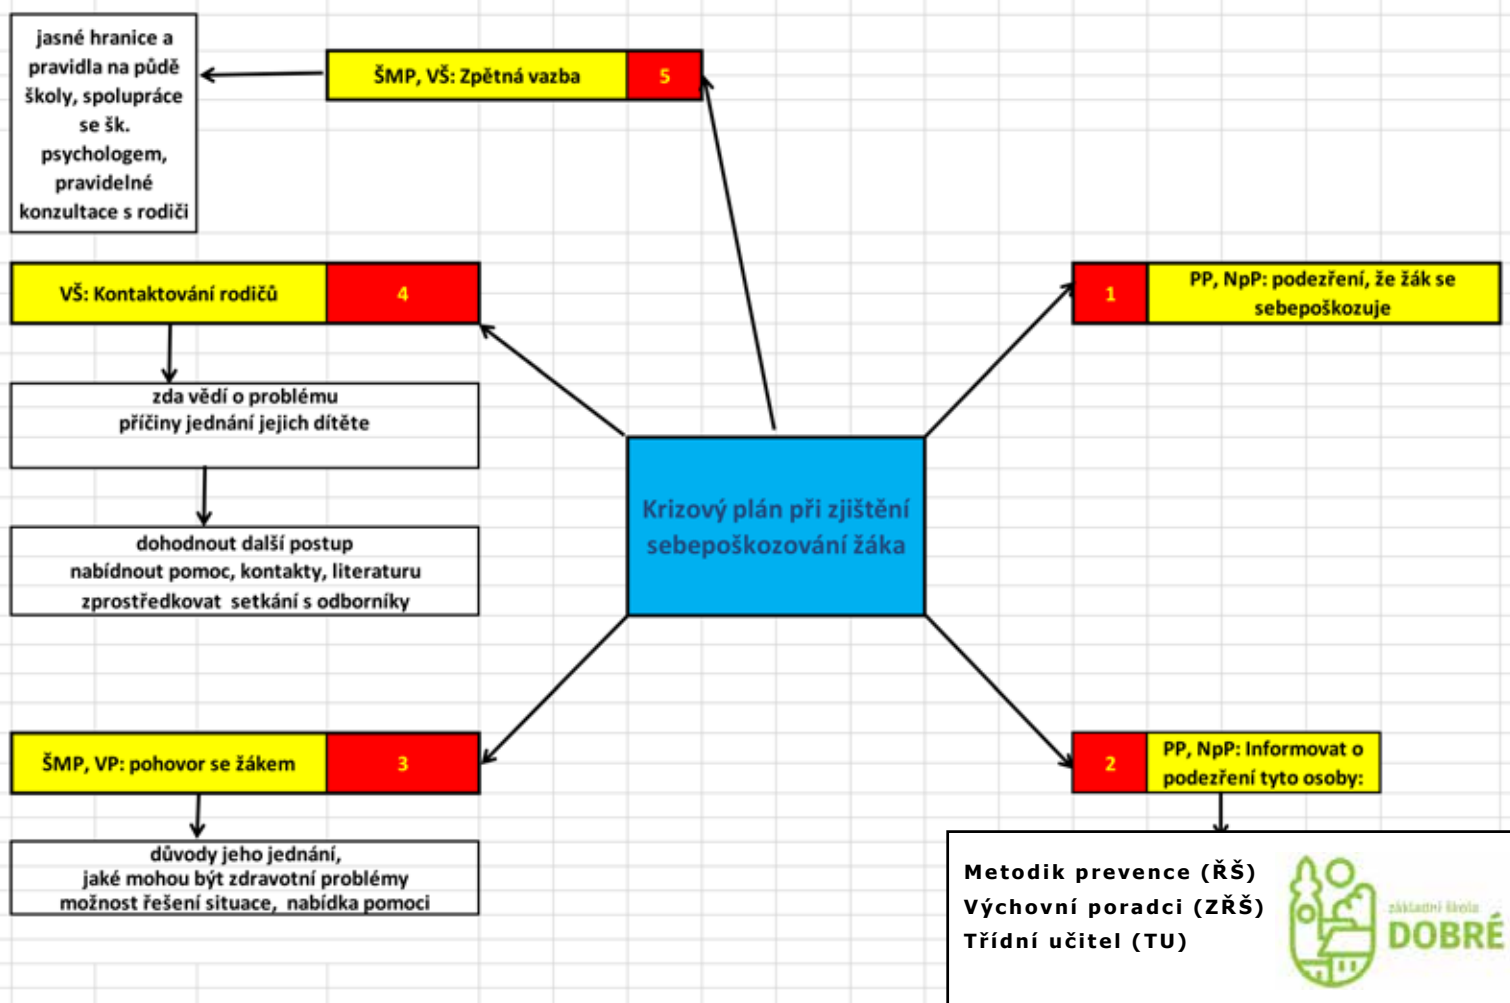 jasné hranice a
pravidla na půdě
školy, spolupráce
se šk.
psychologem,
pravidelné
konzultace s rodiči
ŠMP, VŠ: Zpětná vazba
5
VŠ: Kontaktování rodičů
4
zda vědí o problému
příčiny jednání jejich dítěte
dohodnout další postup
nabídnout pomoc, kontakty, literaturu
zprostředkovat setkání s odborníky
1
PP, NpP: podezření, že žák se
sebepoškozuje
Krizový plán při zjištění
sebepoškozování žáka
ŠMP, VP: pohovor se žákem
3
důvody jeho jednání,
jaké mohou být zdravotní problémy
možnost řešení situace, nabídka pomoci
2
PP, NpP: Informovat o
podezření tyto osoby:
Metodik prevence (ŘŠ)
Výchovní poradci (ZŘŠ)
Třídní učitel (TU)
základní škola
DOBRÉ